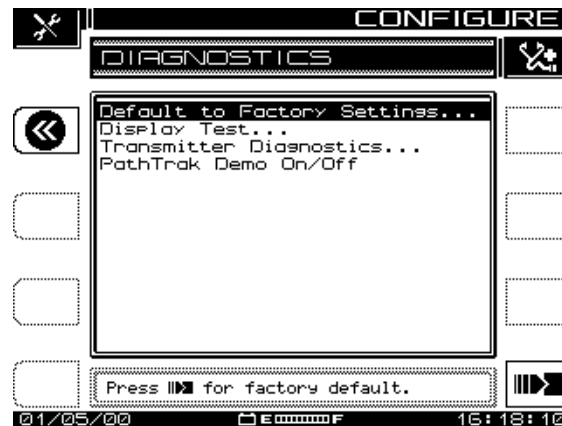 CONFIGURE
DIAGNOSTICS
Default to Factory Settings...
Display Test...
Transmitter Diagnostics...
PathTrak Demo On/Off
Press for factory default.
01/05/00 E F 16:18:10